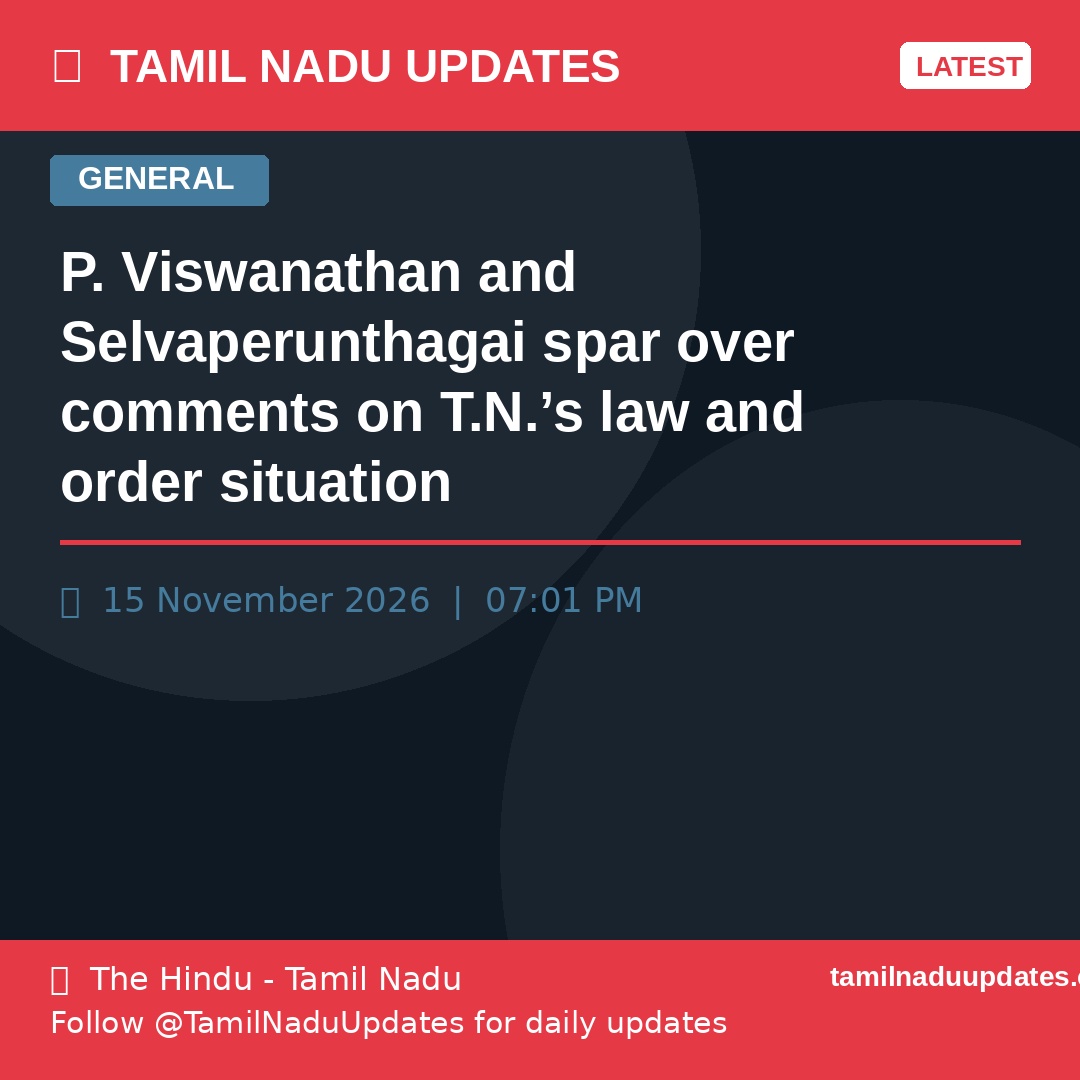 TAMIL NADU UPDATES
LATEST
GENERAL
P. Viswanathan and
Selvaperunthagai spar over
comments on T.N.’s law and
order situation
15 November 2026 | 07:01 PM
The Hindu - Tamil Nadu
tamilnaduupdates.
Follow @TamilNaduUpdates for daily updates